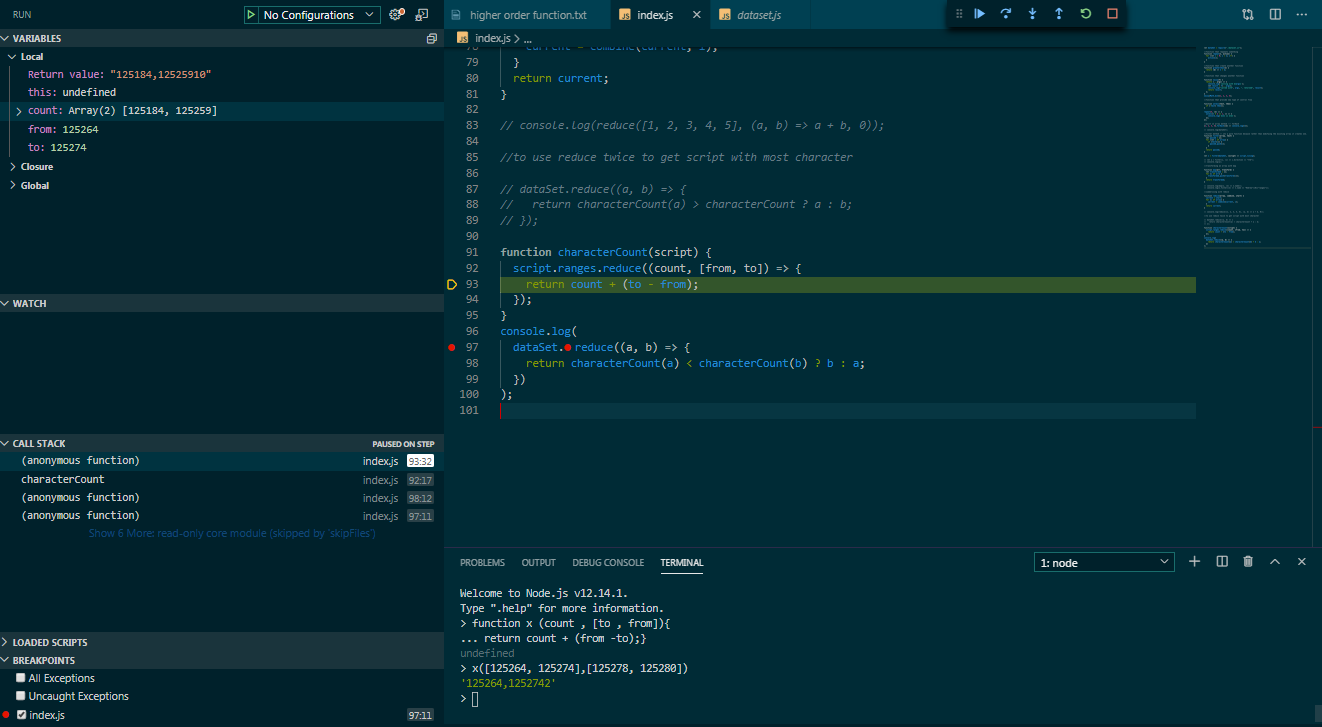 RUN
No Configurations
VARIABLES
Local
Return value: "125184,12525910"
this: undefined
count: Array(2) [125184, 125259]
from: 125264
to: 125274
Closure
Global
WATCH
CALL STACK
PAUSED ON STEP
(anonymous function) index.js 93:32
characterCount index.js 92:17
(anonymous function) index.js 98:12
(anonymous function) index.js 97:11
Show 6 More: read-only core module (skipped by 'skipFiles')
LOADED SCRIPTS
BREAKPOINTS
All Exceptions
Uncaught Exceptions
index.js 97:11
higher order function.txt
JS index.js
JS dataset.js
JS index.js > ...
78 current = combine(current, i);
79 }
80 return current;
81 }
82
83 // console.log(reduce([1, 2, 3, 4, 5], (a, b) => a + b, 0));
84
85 //to use reduce twice to get script with most character
86
87 // dataSet.reduce((a, b) => {
88 //   return characterCount(a) > characterCount ? a : b;
89 // });
90
91 function characterCount(script) {
92 script.ranges.reduce((count, [from, to]) => {
93 return count + (to - from);
94 });
95 }
96 console.log(
97 dataSet.reduce((a, b) => {
98 return characterCount(a) < characterCount(b) ? b : a;
99 })
100 );
101
PROBLEMS OUTPUT DEBUG CONSOLE TERMINAL
1: node
Welcome to Node.js v12.14.1.
Type ".help" for more information.
> function x (count , [to , from]){
... return count + (from -to);}
undefined
> x([125264, 125274],[125278, 125280])
'125264,1252742'
>